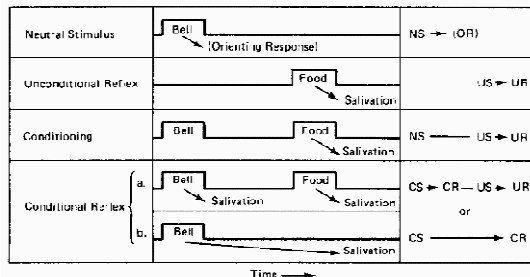 Neutral Stimulus
Bell
(Orienting Response)
NS → (OR)
Unconditional Reflex
Food
Salivation
US → UR
Conditioning
Bell
Food
Salivation
NS — US → UR
Conditional Reflex
a.
Bell
Salivation
Food
Salivation
CS → CR — US → UR
or
b.
Bell
Salivation
CS → CR
Time →